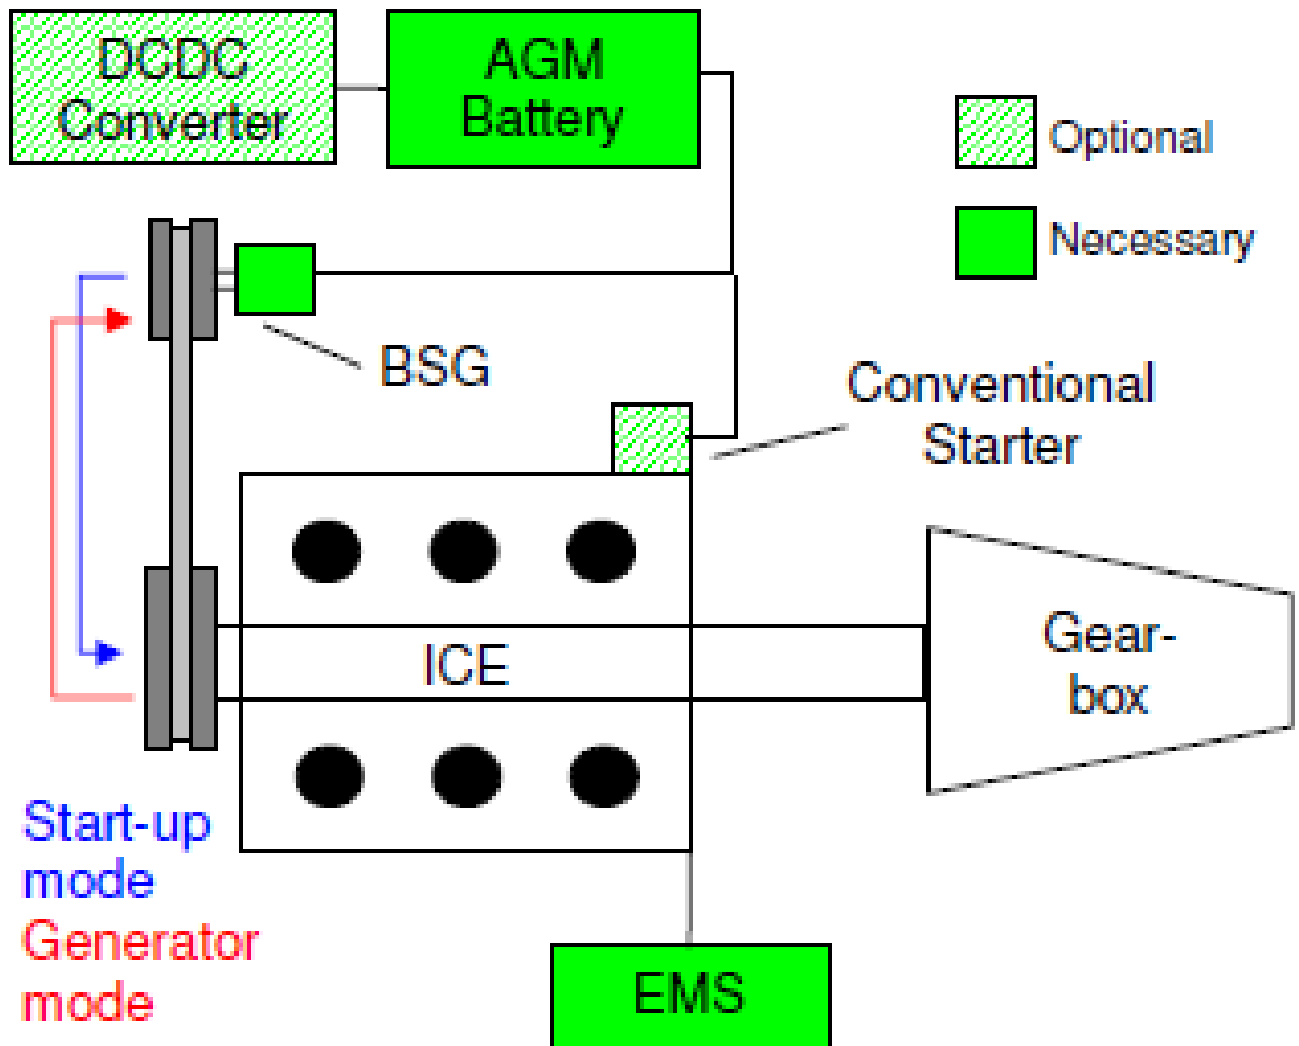 DCDC
Converter
AGM
Battery
Optional
Necessary
BSG
Conventional
Starter
ICE
Gear-
box
Start-up
mode
Generator
mode
EMS